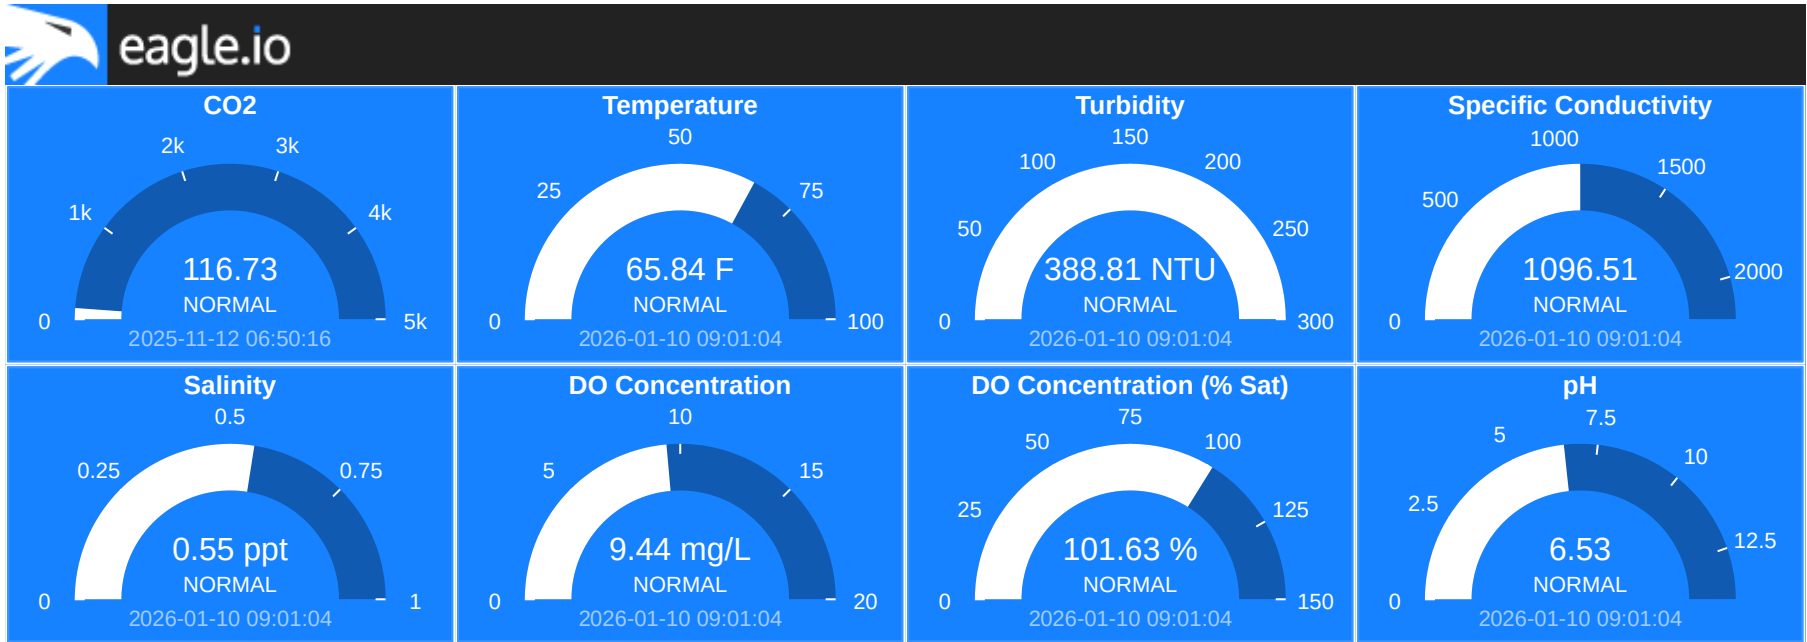 eagle.io
CO2
2k
3k
1k
4k
0
5k
116.73
NORMAL
2025-11-12 06:50:16
Temperature
50
25
75
0
100
65.84 F
NORMAL
2026-01-10 09:01:04
Turbidity
150
100
200
50
250
0
300
388.81 NTU
NORMAL
2026-01-10 09:01:04
Specific Conductivity
1000
1500
500
2000
0
1096.51
NORMAL
2026-01-10 09:01:04
Salinity
0.5
0.25
0.75
0
1
0.55 ppt
NORMAL
2026-01-10 09:01:04
DO Concentration
10
5
15
0
20
9.44 mg/L
NORMAL
2026-01-10 09:01:04
DO Concentration (% Sat)
75
50
100
25
125
0
150
101.63 %
NORMAL
2026-01-10 09:01:04
pH
7.5
5
10
2.5
12.5
0
6.53
NORMAL
2026-01-10 09:01:04